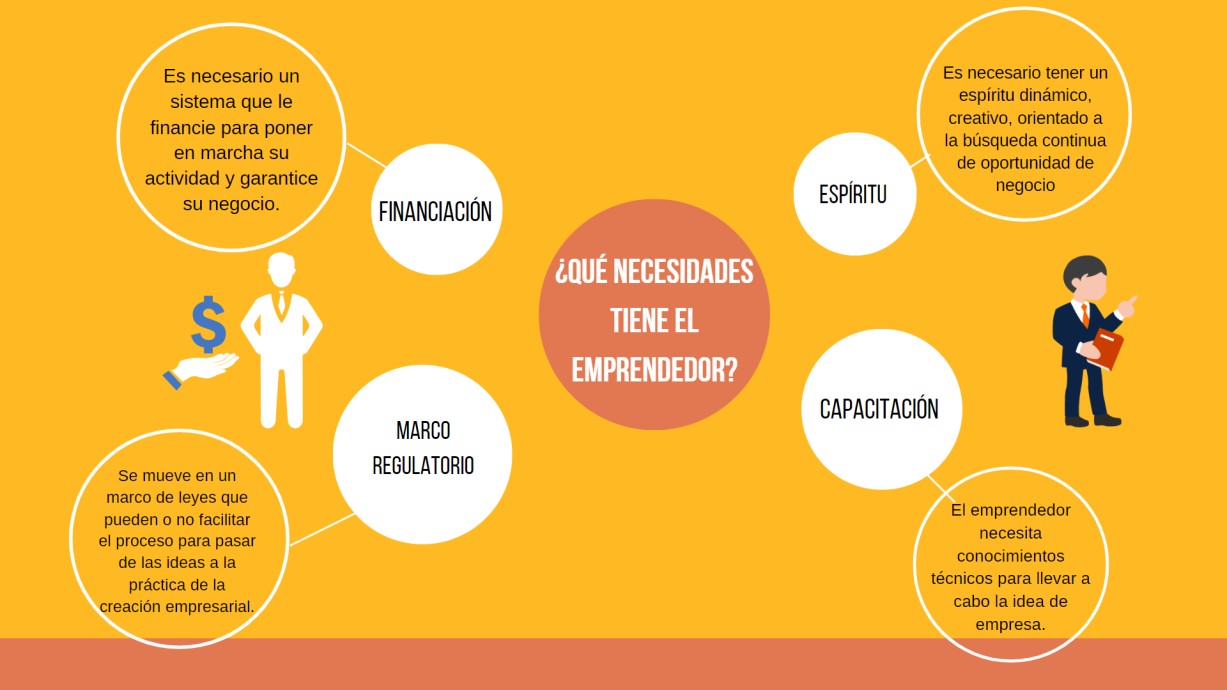 ¿QUÉ NECESIDADES
TIENE EL
EMPRENDEDOR?
FINANCIACIÓN
Es necesario un
sistema que le
financie para poner
en marcha su
actividad y garantice
su negocio.
MARCO
REGULATORIO
Se mueve en un
marco de leyes que
pueden o no facilitar
el proceso para pasar
de las ideas a la
práctica de la
creación empresarial.
ESPÍRITU
Es necesario tener un
espíritu dinámico,
creativo, orientado a
la búsqueda continua
de oportunidad de
negocio
CAPACITACIÓN
El emprendedor
necesita
conocimientos
técnicos para llevar a
cabo la idea de
empresa.
$